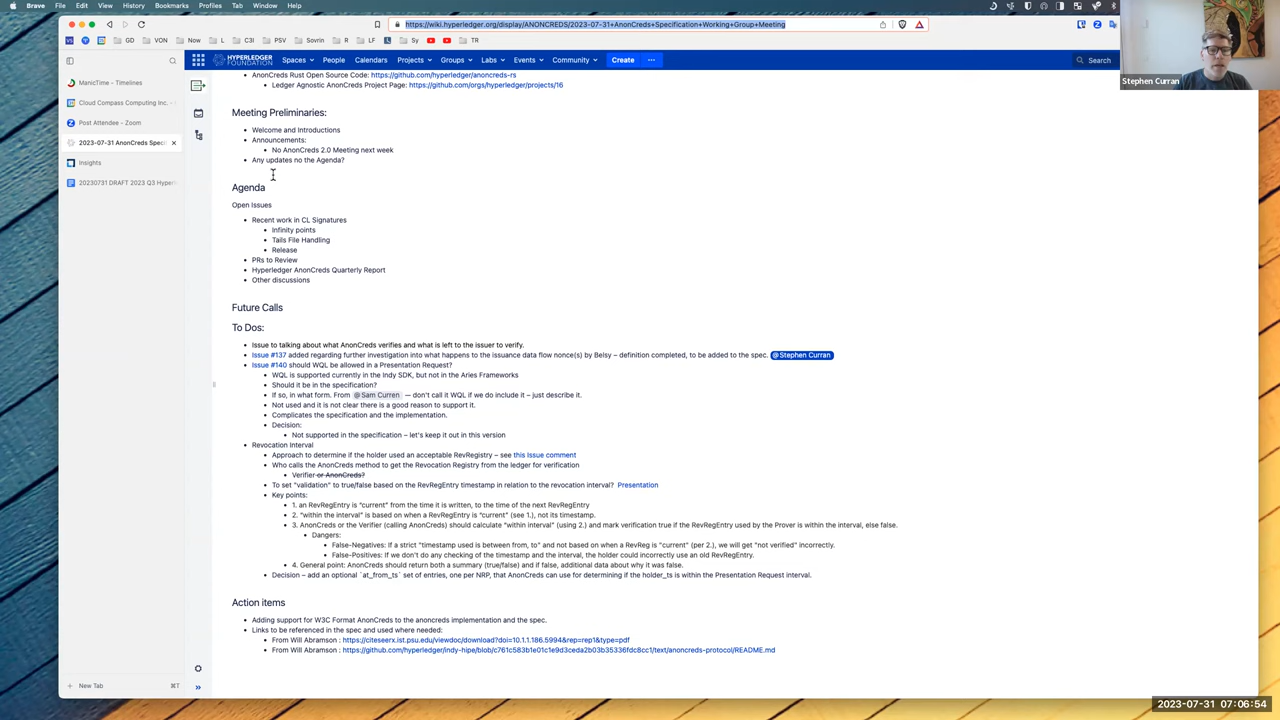 Brave File Edit View History Profiles Tab Window Help
https://wiki.hyperledger.org/display/ANONCREDS/2023-07-31+AnonCreds+Specification+Working+Group+Meeting
GD VON Now L C3I PSV Sovrin R LF Sy TR
ManicTime - Timelines
Cloud Compass Computing Inc. -
Post Attendee - Zoom
2023-07-31 AnonCreds Speci
Insights
20230731 DRAFT 2023 Q3 Hyper
New Tab ⌘T
HYPERLEDGER FOUNDATION Spaces People Calendars Projects Groups Labs Events Community Create ••• Search
Stephen Curran
AnonCreds Rust Open Source Code: https://github.com/hyperledger/anoncreds-rs
Ledger Agnostic AnonCreds Project Page: https://github.com/orgs/hyperledger/projects/16
Meeting Preliminaries:
Welcome and Introductions
Announcements:
No AnonCreds 2.0 Meeting next week
Any updates no the Agenda?
Agenda
Open Issues
Recent work in CL Signatures
Infinity points
Tails File Handling
Release
PRs to Review
Hyperledger AnonCreds Quarterly Report
Other discussions
Future Calls
To Dos:
Issue to talking about what AnonCreds verifies and what is left to the issuer to verify.
Issue #137 added regarding further investigation into what happens to the issuance data flow nonce(s) by Belsy – definition completed, to be added to the spec. @Stephen Curran
Issue #140 should WQL be allowed in a Presentation Request?
WQL is supported currently in the Indy SDK, but not in the Aries Frameworks
Should it be in the specification?
If so, in what form. From @Sam Curren — don't call it WQL if we do include it – just describe it.
Not used and it is not clear there is a good reason to support it.
Complicates the specification and the implementation.
Decision:
Not supported in the specification – let's keep it out in this version
Revocation Interval
Approach to determine if the holder used an acceptable RevRegistry – see this Issue comment
Who calls the AnonCreds method to get the Revocation Registry from the ledger for verification
Verifier or AnonCreds?
To set "validation" to true/false based on the RevRegEntry timestamp in relation to the revocation interval? Presentation
Key points:
1. an RevRegEntry is "current" from the time it is written, to the time of the next RevRegEntry
2. "within the interval" is based on when a RevRegEntry is "current" (see 1.), not its timestamp.
3. AnonCreds or the Verifier (calling AnonCreds) should calculate "within interval" (using 2.) and mark verification true if the RevRegEntry used by the Prover is within the interval, else false.
Dangers:
False-Negatives: If a strict "timestamp used is between from, to" and not based on when a RevReg is "current" (per 2.), we will get "not verified" incorrectly.
False-Positives: If we don't do any checking of the timestamp and the interval, the holder could incorrectly use an old RevRegEntry.
4. General point: AnonCreds should return both a summary (true/false) and if false, additional data about why it was false.
Decision – add an optional `at_from_ts` set of entries, one per NRP, that AnonCreds can use for determining if the holder_ts is within the Presentation Request Interval.
Action items
Adding support for W3C Format AnonCreds to the anoncreds implementation and the spec.
Links to be referenced in the spec and used where needed:
From Will Abramson : https://citeseerx.ist.psu.edu/viewdoc/download?doi=10.1.1.186.5994&rep=rep1&type=pdf
From Will Abramson : https://github.com/hyperledger/indy-hipe/blob/c761c583b1e01c1e9d3ceda2b03b35336fdc8cc1/text/anoncreds-protocol/README.md
2023-07-31 07:06:54